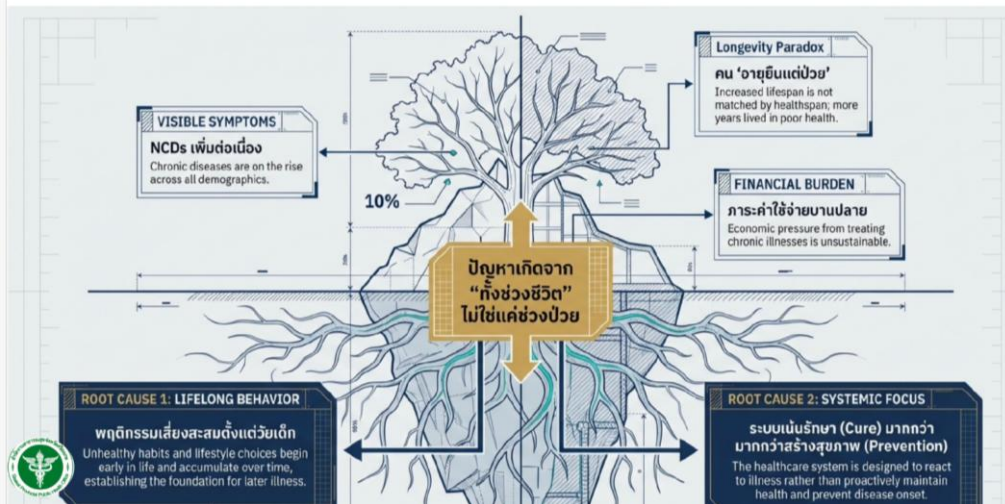 VISIBLE SYMPTOMS
NCDs เพิ่มต่อเนื่อง
Chronic diseases are on the rise
across all demographics.
Longevity Paradox
คน ‘อายุยืนแต่ป่วย’
Increased lifespan is not
matched by healthspan; more
years lived in poor health.
10%
FINANCIAL BURDEN
ภาระค่าใช้จ่ายบานปลาย
Economic pressure from treating
chronic illnesses is unsustainable.
ปัญหาเกิดจาก
“ทั้งช่วงชีวิต”
ไม่ใช่แค่ช่วงป่วย
ROOT CAUSE 1: LIFELONG BEHAVIOR
พฤติกรรมเสี่ยงสะสมตั้งแต่วัยเด็ก
Unhealthy habits and lifestyle choices begin
early in life and accumulate over time,
establishing the foundation for later illness.
ROOT CAUSE 2: SYSTEMIC FOCUS
ระบบเน้นรักษา (Cure) มากกว่า
มากกว่าสร้างสุขภาพ (Prevention)
The healthcare system is designed to react
to illness rather than proactively maintain
health and prevent disease onset.